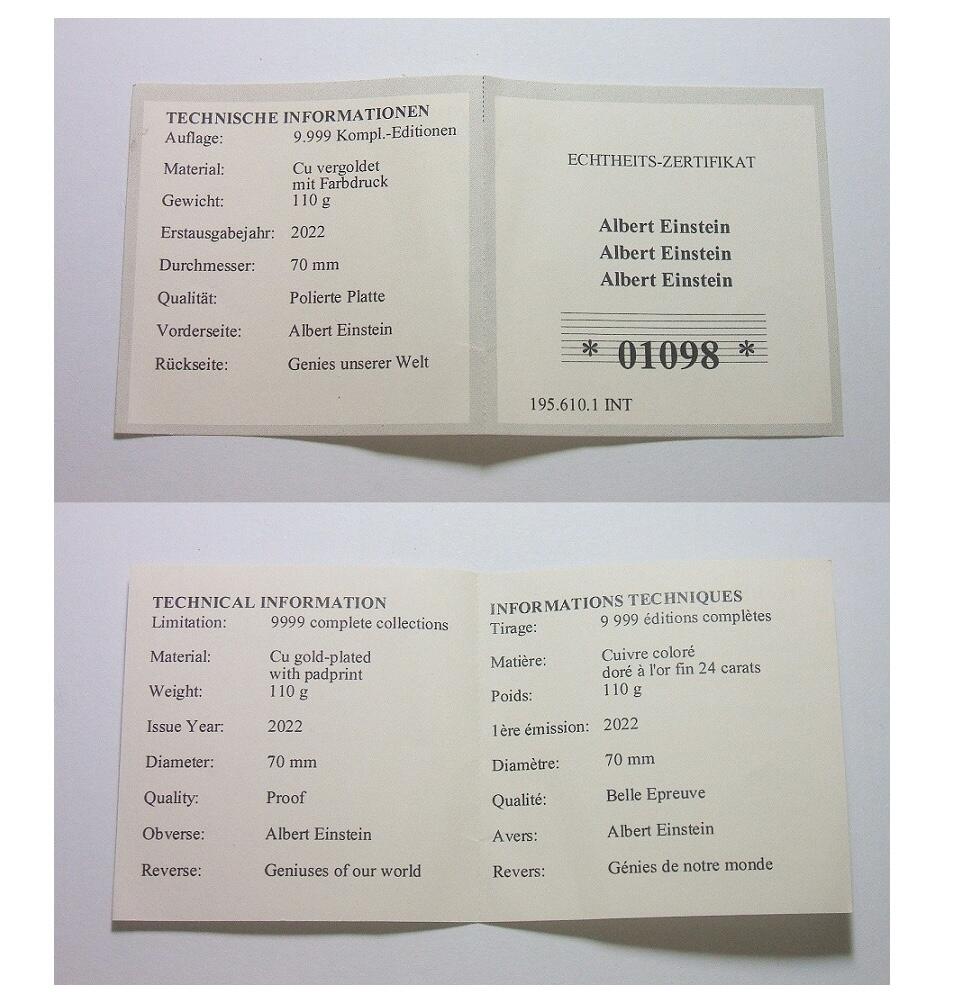 TECHNISCHE INFORMATIONEN
Auflage: 9.999 Kompl.-Editionen
Material: Cu vergoldet
mit Farbdruck
Gewicht: 110 g
Erstausgabejahr: 2022
Durchmesser: 70 mm
Qualität: Polierte Platte
Vorderseite: Albert Einstein
Rückseite: Genies unserer Welt
ECHTHEITS-ZERTIFIKAT
Albert Einstein
Albert Einstein
Albert Einstein
* 01098 *
195.610.1 INT
TECHNICAL INFORMATION
Limitation: 9999 complete collections
Material: Cu gold-plated
with padprint
Weight: 110 g
Issue Year: 2022
Diameter: 70 mm
Quality: Proof
Obverse: Albert Einstein
Reverse: Geniuses of our world
INFORMATIONS TECHNIQUES
Tirage: 9 999 éditions complètes
Matière: Cuivre coloré
doré à l'or fin 24 carats
Poids: 110 g
1ère émission: 2022
Diamètre: 70 mm
Qualité: Belle Epreuve
Avers: Albert Einstein
Revers: Génies de notre monde